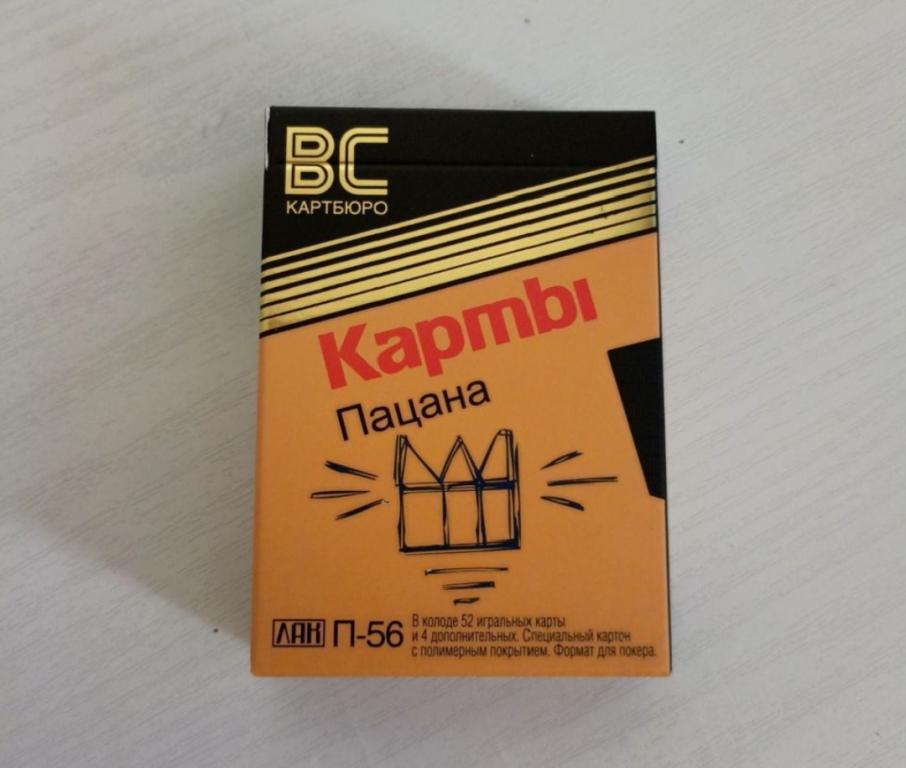 ВС
КАРТБЮРО
Карты
Пацана
ЛАК П-56
В колоде 52 игральных карты
и 4 дополнительных. Специальный картон
с полимерным покрытием. Формат для покера.